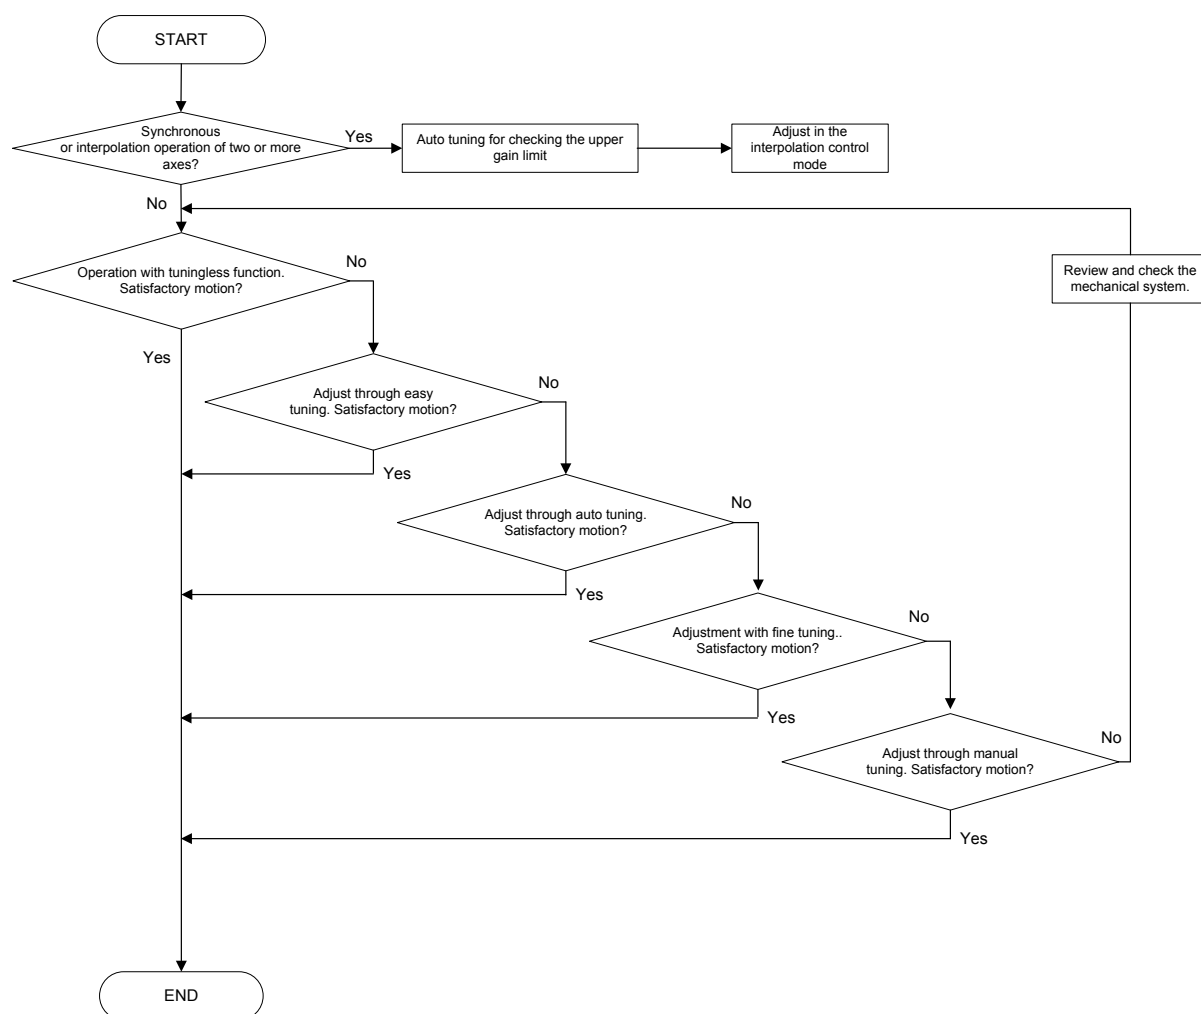 START
Synchronous
or interpolation operation of two or more
axes?
Yes
Auto tuning for checking the upper
gain limit
Adjust in the
interpolation control
mode
No
Operation with tuningless function.
Satisfactory motion?
No
Review and check the
mechanical system.
Yes
Adjust through easy
tuning. Satisfactory motion?
No
Yes
Adjust through auto tuning.
Satisfactory motion?
No
Yes
Adjustment with fine tuning..
Satisfactory motion?
No
Yes
Adjust through manual
tuning. Satisfactory motion?
No
Yes
END